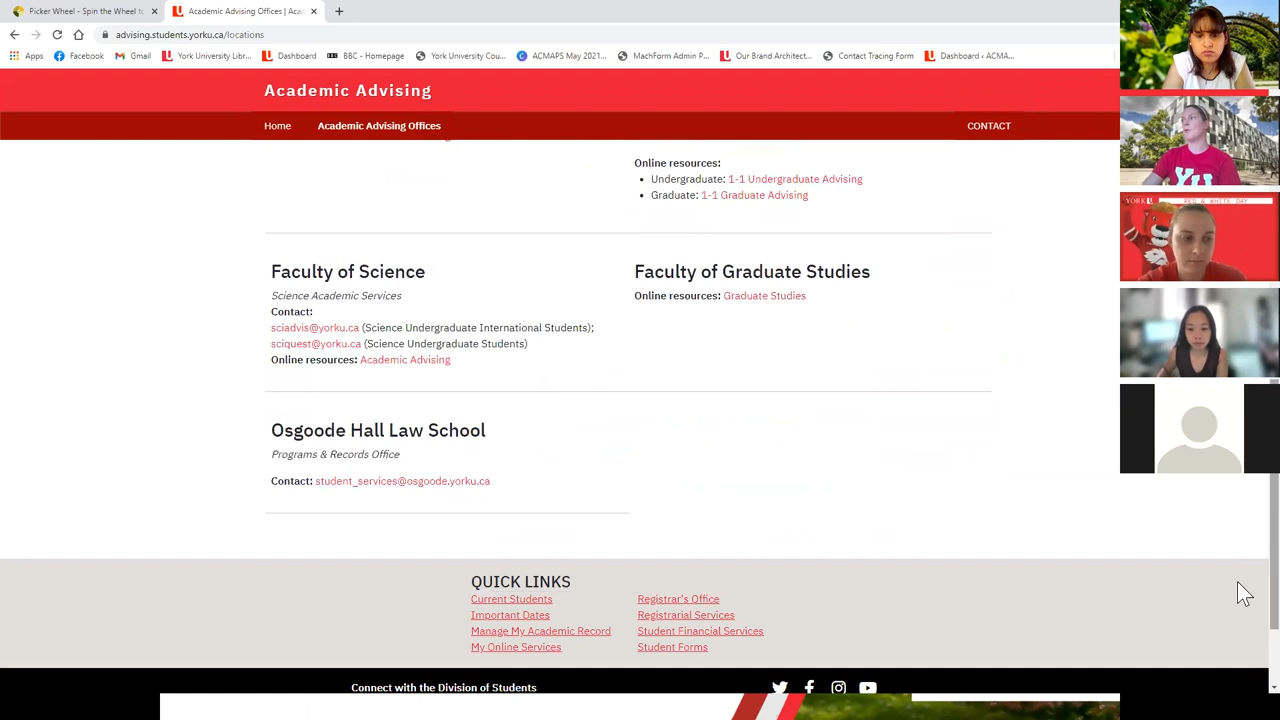 Picker Wheel - Spin the Wheel to
Academic Advising Offices | Aca
advising.students.yorku.ca/locations
Apps
Facebook
Gmail
York University Libr...
Dashboard
BBC - Homepage
York University Cou...
ACMAPS May 2021...
MachForm Admin P...
Our Brand Architect...
Contact Tracing Form
Dashboard ‹ ACMA...
Academic Advising
Home
Academic Advising Offices
CONTACT
Online resources:
Undergraduate: 1-1 Undergraduate Advising
Graduate: 1-1 Graduate Advising
Faculty of Science
Science Academic Services
Contact:
sciadvis@yorku.ca (Science Undergraduate International Students);
sciquest@yorku.ca (Science Undergraduate Students)
Online resources: Academic Advising
Faculty of Graduate Studies
Online resources: Graduate Studies
Osgoode Hall Law School
Programs & Records Office
Contact: student_services@osgoode.yorku.ca
QUICK LINKS
Current Students
Important Dates
Manage My Academic Record
My Online Services
Registrar's Office
Registrarial Services
Student Financial Services
Student Forms
Connect with the Division of Students
YU
YORK U
RED & WHITE DAY